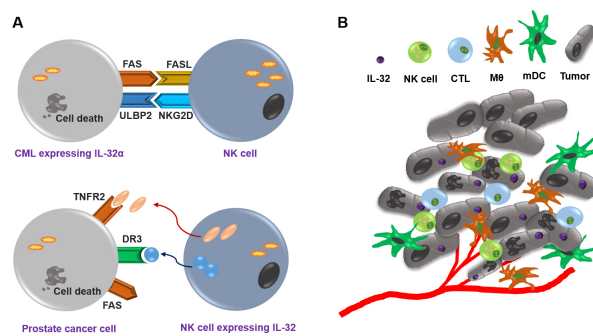 A
FAS FASL
ULBP2 NKG2D
Cell death
CML expressing IL-32α NK cell
TNFR2
DR3
Cell death
FAS
Prostate cancer cell NK cell expressing IL-32
B
IL-32 NK cell CTL Mθ mDC Tumor